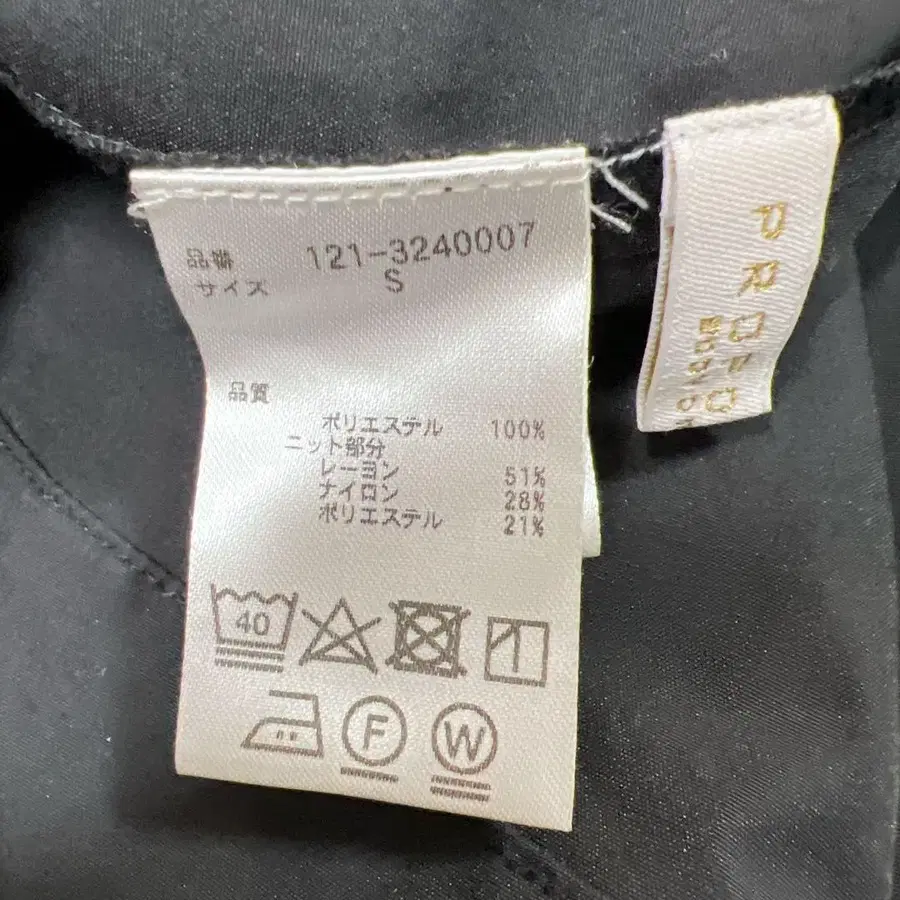 品番 121-3240007
サイズ S
品質
ポリエステル 100%
ニット部分
レーヨン 51%
ナイロン 28%
ポリエステル 21%
40
F W